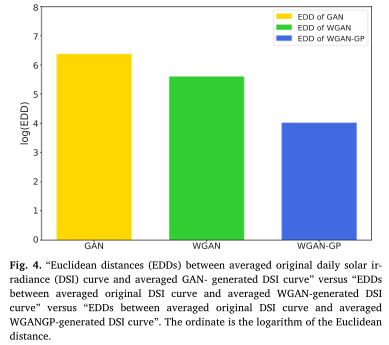 8
7
6
5
4
3
2
1
0
log(EDD)
EDD of GAN
EDD of WGAN
EDD of WGAN-GP
GAN
WGAN
WGAN-GP
Fig. 4. “Euclidean distances (EDDs) between averaged original daily solar ir-
radiance (DSI) curve and averaged GAN- generated DSI curve” versus “EDDs
between averaged original DSI curve and averaged WGAN-generated DSI
curve” versus “EDDs between averaged original DSI curve and averaged
WGANGP-generated DSI curve”. The ordinate is the logarithm of the Euclidean
distance.